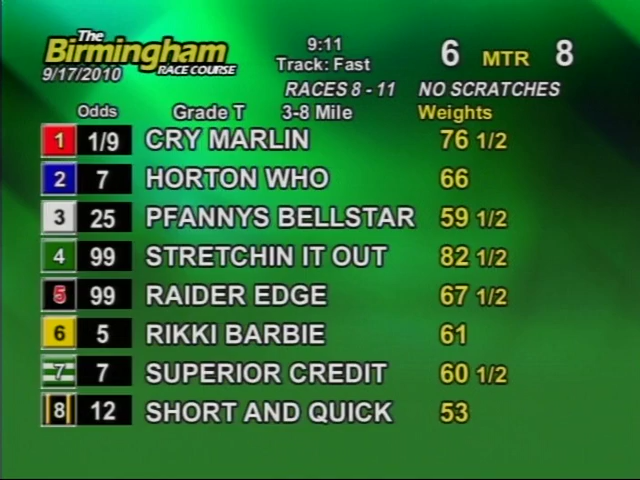 The
Birmingham
RACE COURSE
9/17/2010
9:11
Track: Fast
6 MTR 8
RACES 8 - 11 NO SCRATCHES
Odds Grade T 3-8 Mile Weights
1 1/9 CRY MARLIN 76 1/2
2 7 HORTON WHO 66
3 25 PFANNYS BELLSTAR 59 1/2
4 99 STRETCHIN IT OUT 82 1/2
5 99 RAIDER EDGE 67 1/2
6 5 RIKKI BARBIE 61
7 7 SUPERIOR CREDIT 60 1/2
8 12 SHORT AND QUICK 53